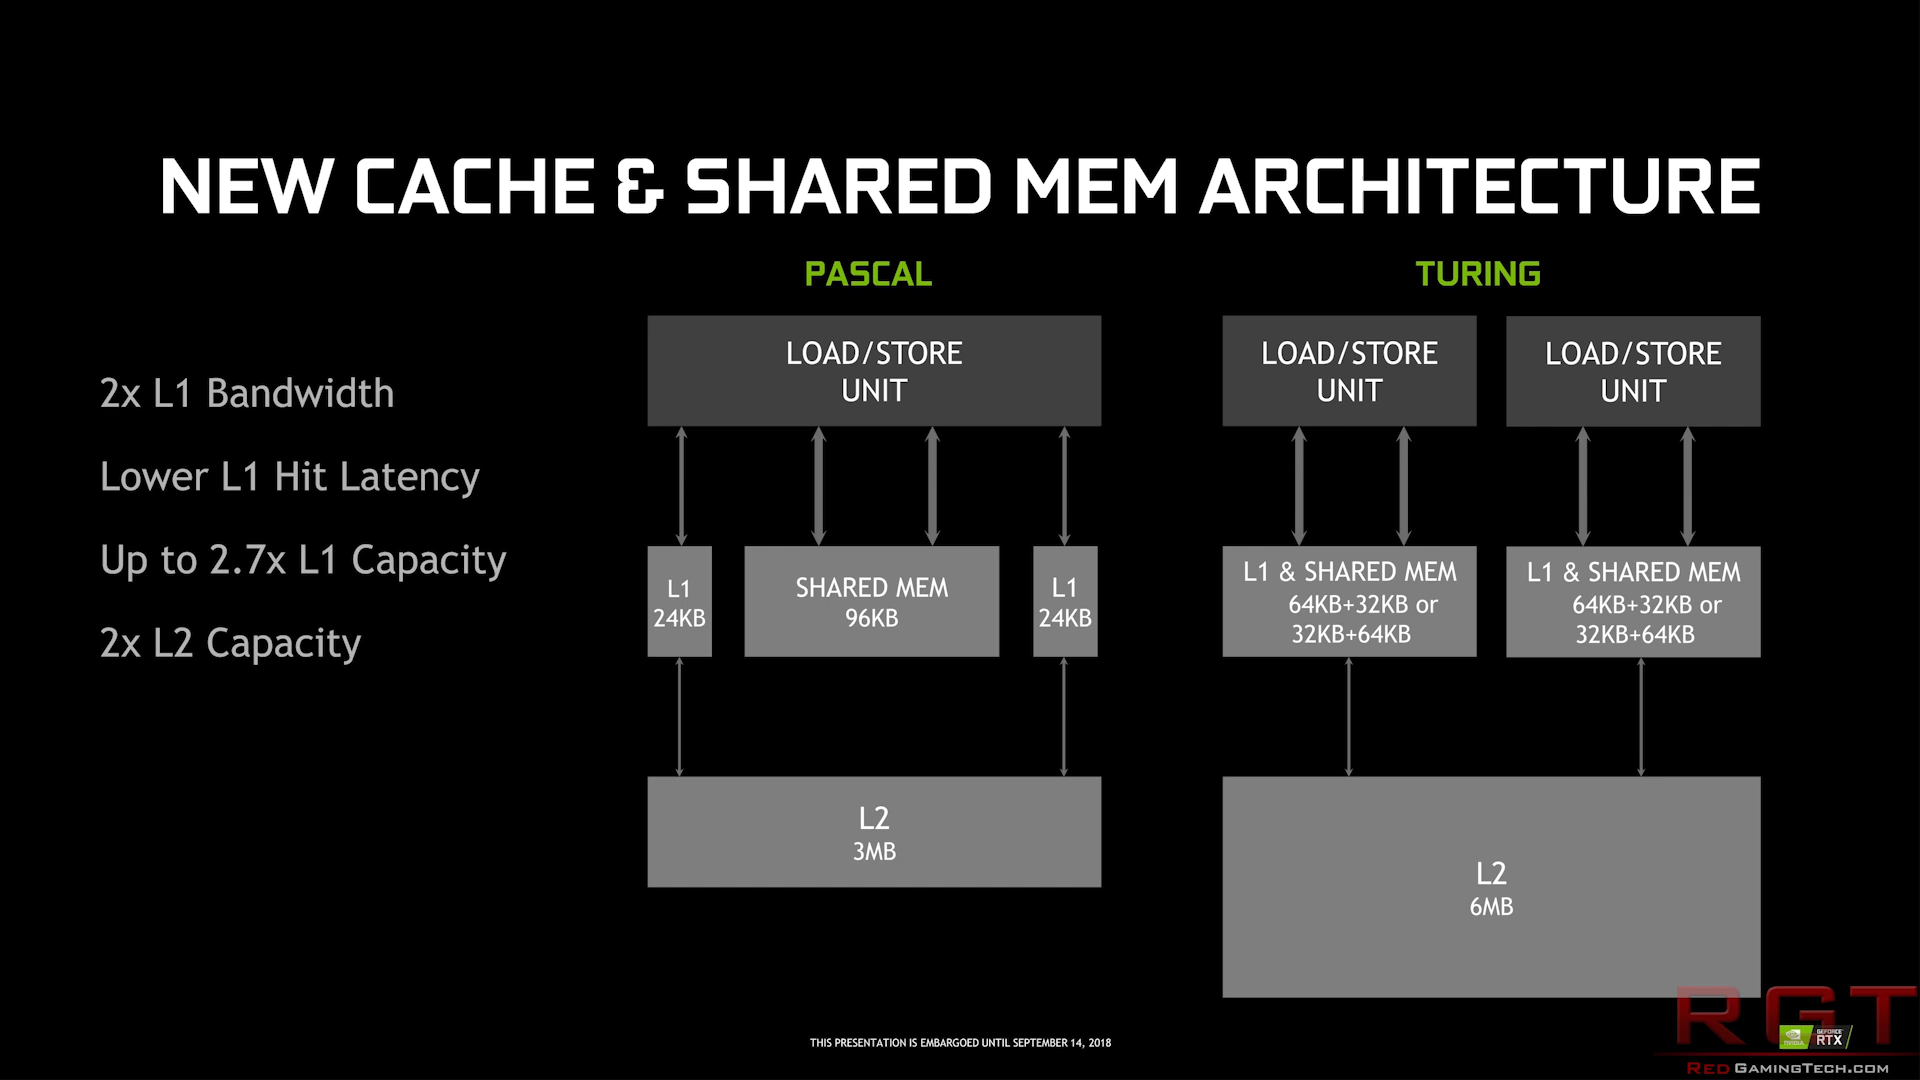 NEW CACHE & SHARED MEM ARCHITECTURE
2x L1 Bandwidth
Lower L1 Hit Latency
Up to 2.7x L1 Capacity
2x L2 Capacity
PASCAL
LOAD/STORE
UNIT
L1
24KB
SHARED MEM
96KB
L1
24KB
L2
3MB
TURING
LOAD/STORE
UNIT
LOAD/STORE
UNIT
L1 & SHARED MEM
64KB+32KB or
32KB+64KB
L1 & SHARED MEM
64KB+32KB or
32KB+64KB
L2
6MB
THIS PRESENTATION IS EMBARGOED UNTIL SEPTEMBER 14, 2018
RGT
NVIDIA
GEFORCE
RTX
REDGAMINGTECH.COM